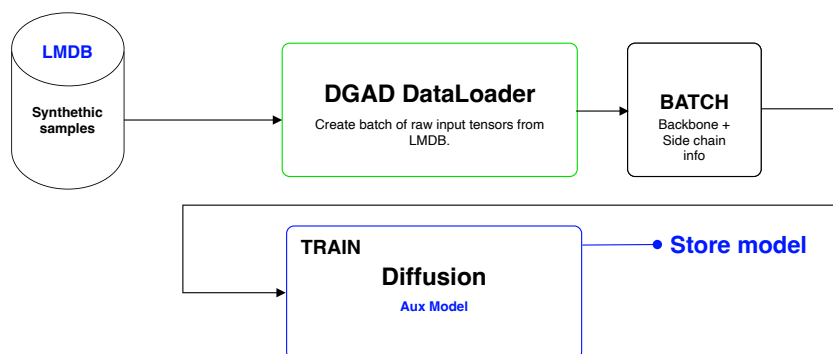 LMDB
Synthethic
samples
DGAD DataLoader
Create batch of raw input tensors from
LMDB.
BATCH
Backbone +
Side chain
info
TRAIN
Diffusion
Aux Model
Store model